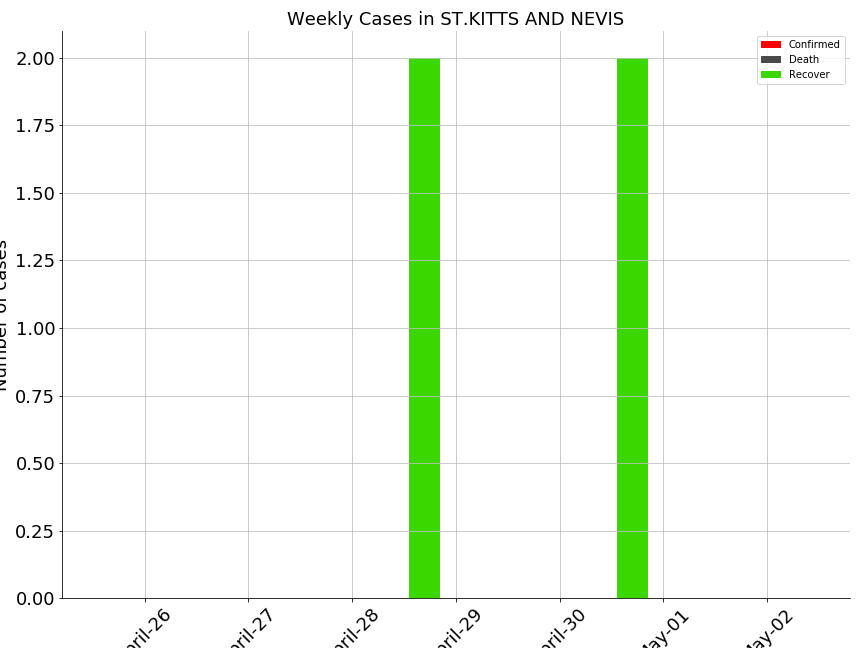 Weekly Cases in ST.KITTS AND NEVIS
Confirmed
Death
Recover
2.00
1.75
1.50
1.25
1.00
0.75
0.50
0.25
0.00
Number of cases
pril-26
pril-27
pril-28
pril-29
pril-30
May-01
May-02